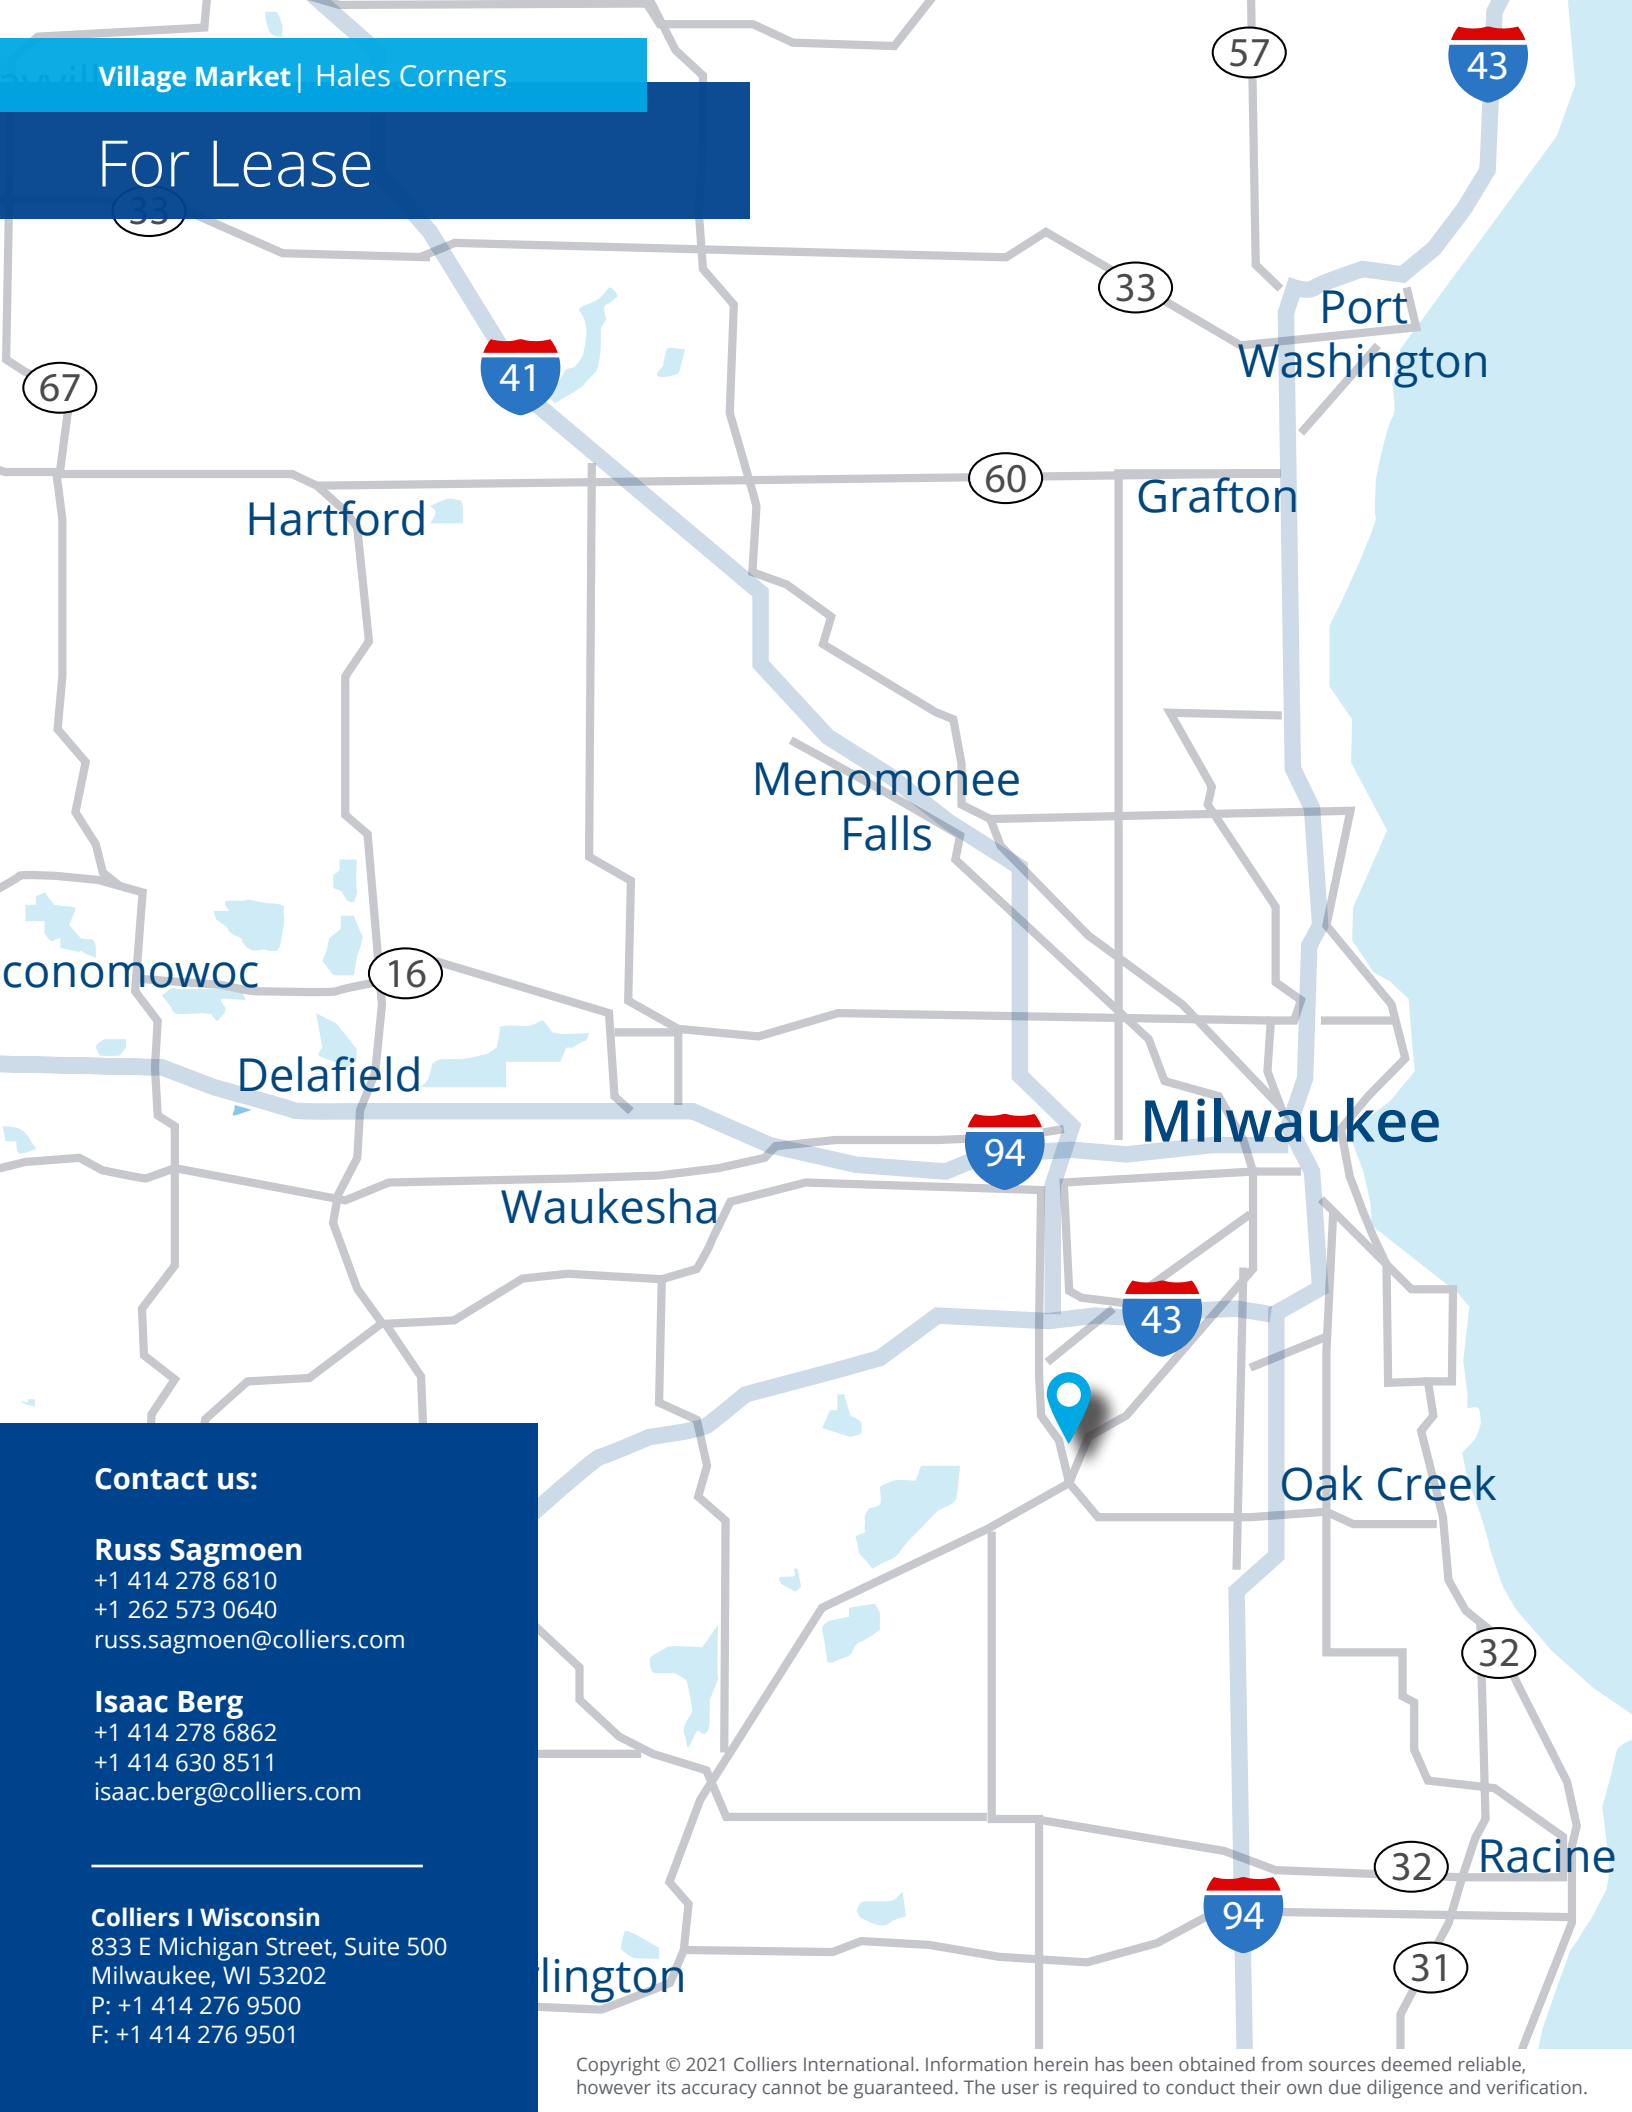 Village Market| Hales Corners
For Lease
57
43
33
33
Port
Washington
41
67
60
Grafton
Hartford
Menomonee
Falls
conomowoc
16
Delafield
Milwaukee
94
Waukesha
43
Oak Creek
32
32
Racine
94
31
lington
Contact us:
Russ Sagmoen
+1 414 278 6810
+1 262 573 0640
russ.sagmoen@colliers.com
Isaac Berg
+1 414 278 6862
+1 414 630 8511
isaac.berg@colliers.com
Colliers I Wisconsin
833 E Michigan Street, Suite 500
Milwaukee, WI 53202
P: +1 414 276 9500
F: +1 414 276 9501
Copyright © 2021 Colliers International. Information herein has been obtained from sources deemed reliable,
however its accuracy cannot be guaranteed. The user is required to conduct their own due diligence and verification.